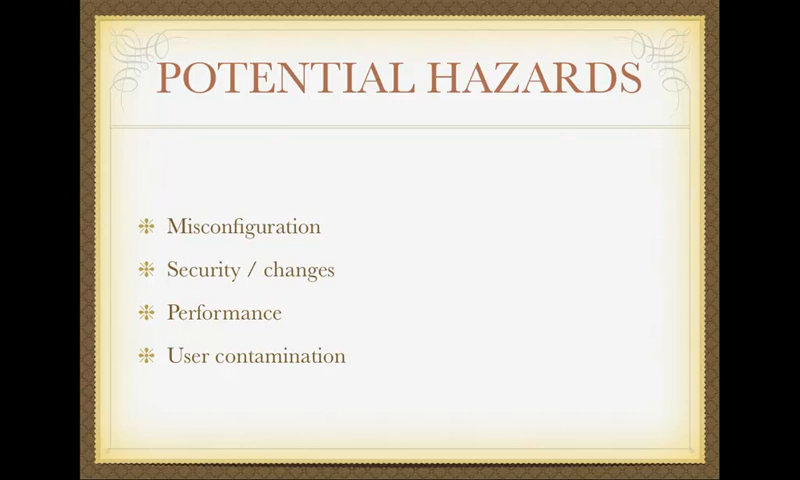 POTENTIAL HAZARDS
Misconfiguration
Security / changes
Performance
User contamination